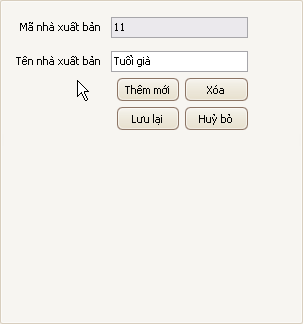 Mã nhà xuất bản 11
Tên nhà xuất bản Tuổi già
Thêm mới Xóa
Lưu lại Huỷ bỏ